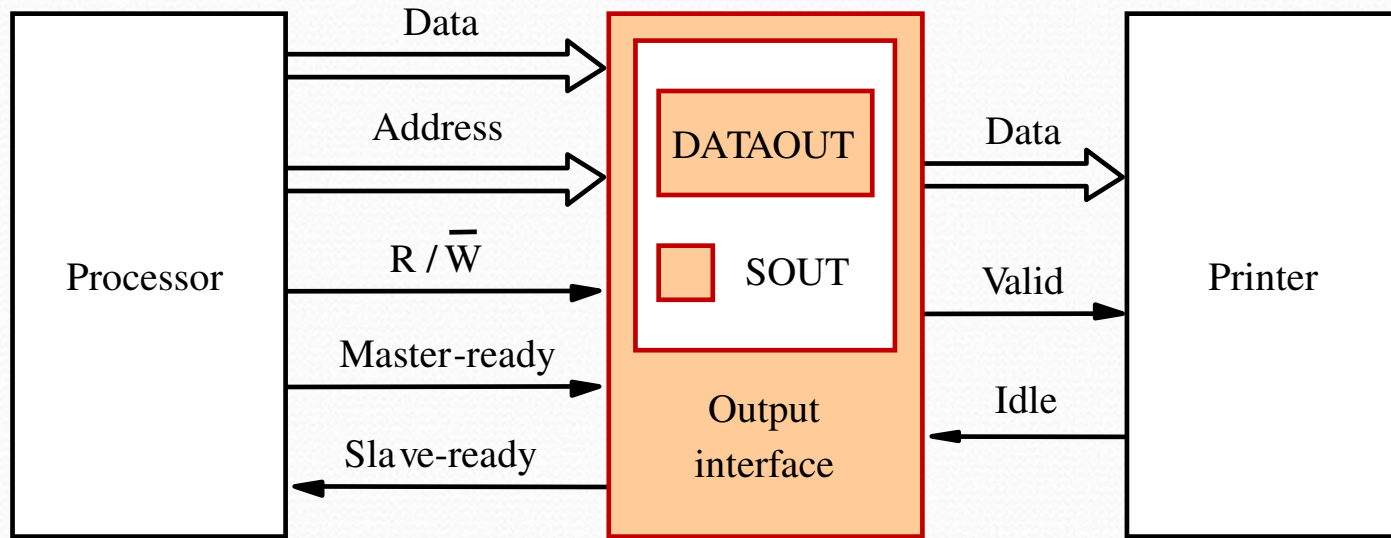 Data
Address
R / W̅
Master-ready
Slave-ready
Processor
DATAOUT
SOUT
Output
interface
Data
Valid
Idle
Printer